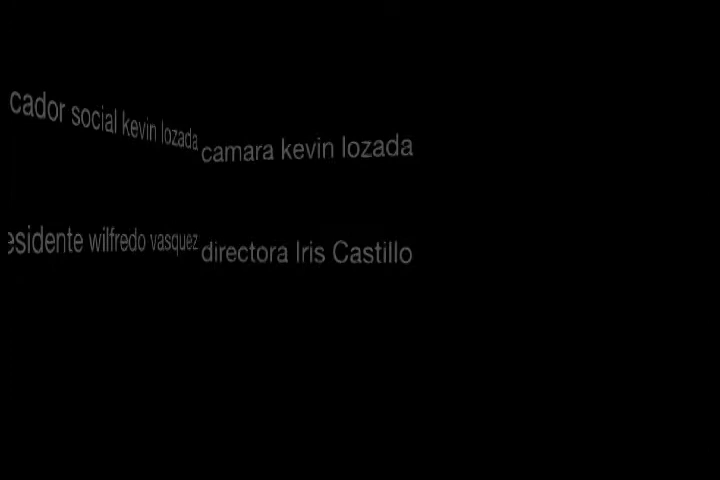 cador social kevin lozada
camara kevin lozada
esidente wilfredo vasquez
directora Iris Castillo